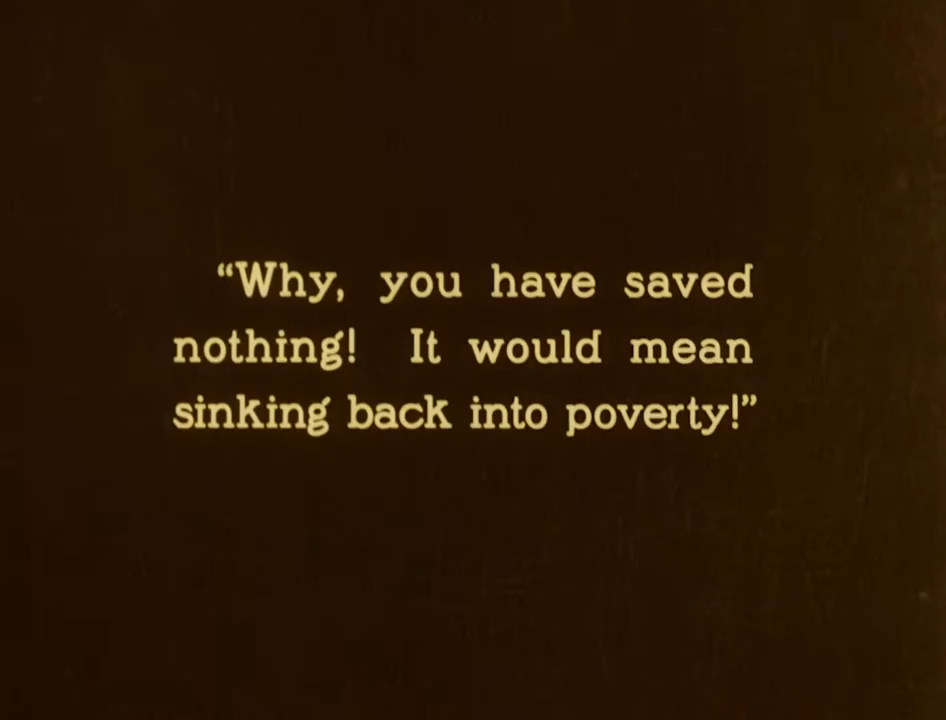 “Why, you have saved
nothing! It would mean
sinking back into poverty!”